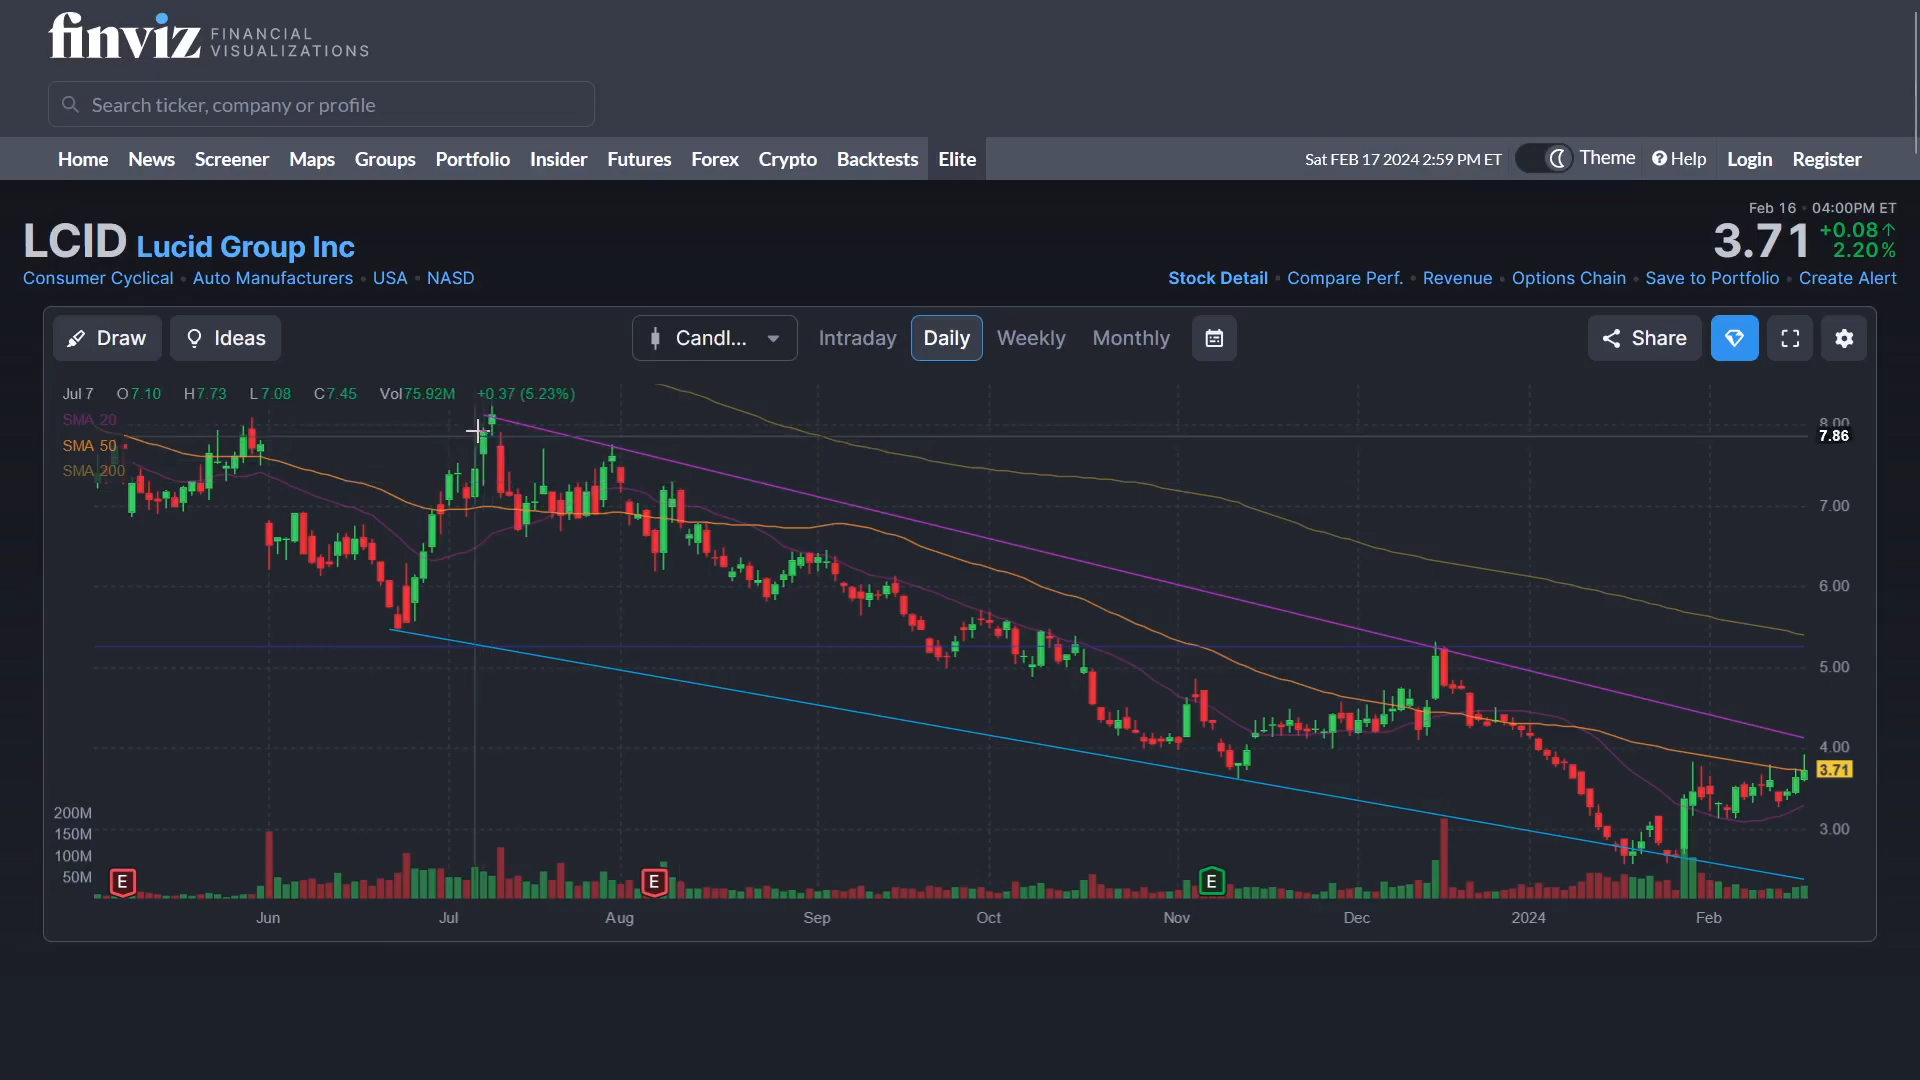 finviz FINANCIAL VISUALIZATIONS
Search ticker, company or profile
Home News Screener Maps Groups Portfolio Insider Futures Forex Crypto Backtests Elite Sat FEB 17 2024 2:59 PM ET Theme Help Login Register
Feb 16 • 04:00PM ET
LCID Lucid Group Inc 3.71 +0.08↑ 2.20%
Consumer Cyclical • Auto Manufacturers • USA • NASD Stock Detail • Compare Perf. • Revenue • Options Chain • Save to Portfolio • Create Alert
Draw Ideas Candl... Intraday Daily Weekly Monthly Share
Jul 7 O7.10 H7.73 L7.08 C7.45 Vol75.92M +0.37 (5.23%)
SMA 20
SMA 50
SMA 200
8.00
7.86
7.00
6.00
5.00
4.00
3.71
3.00
200M
150M
100M
50M
E E E
Jun Jul Aug Sep Oct Nov Dec 2024 Feb